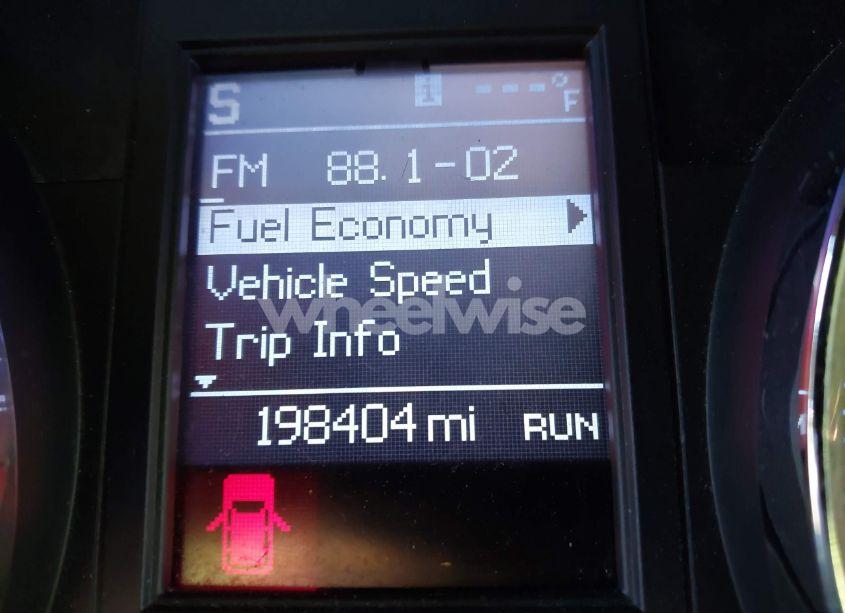 S i ---°F
FM 88.1-02
Fuel Economy
Vehicle Speed
wheelwise
Trip Info
198404 mi RUN